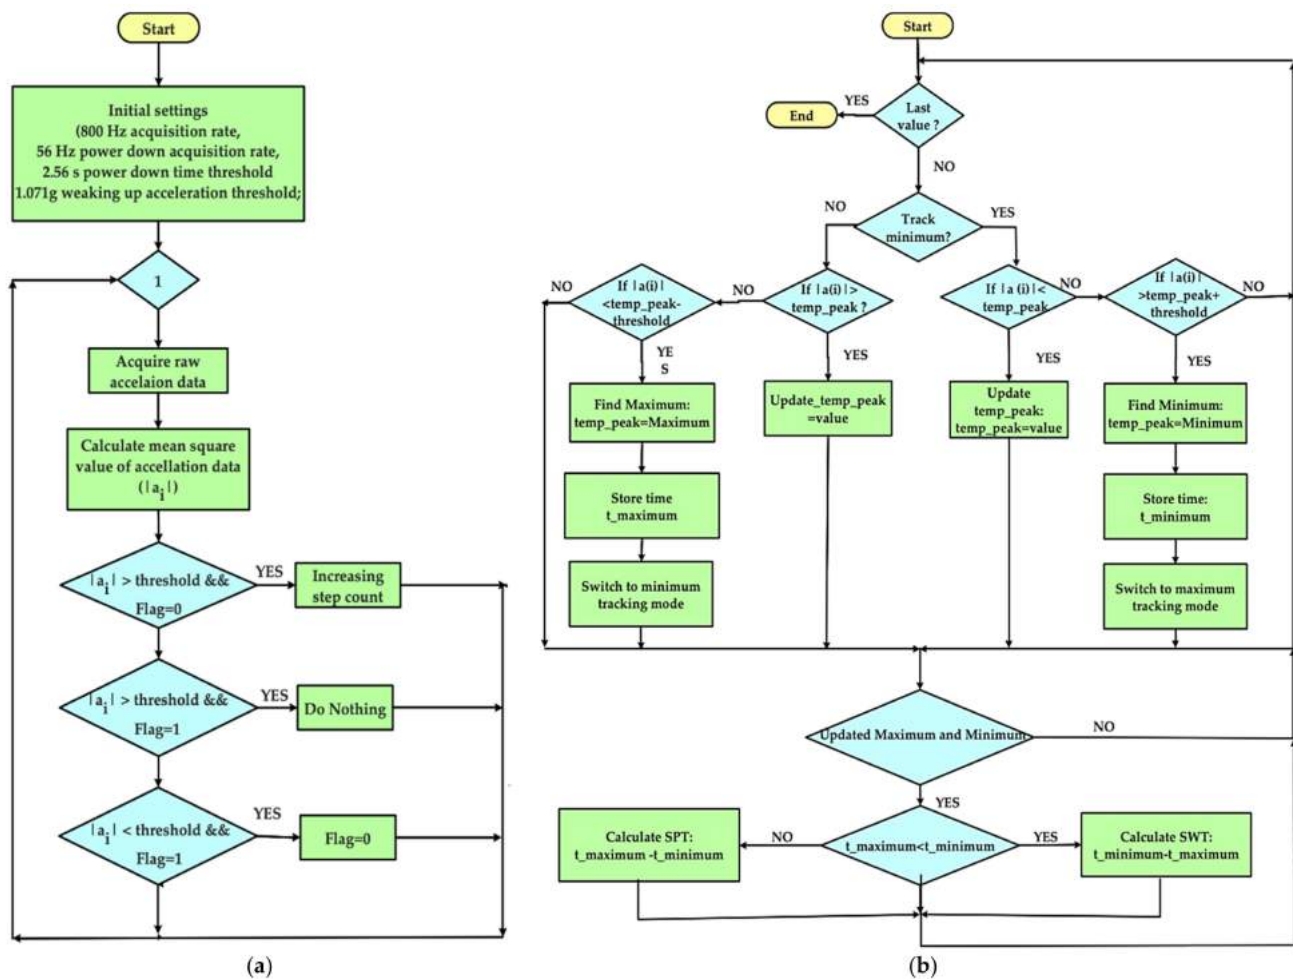 Start
Initial settings
(800 Hz acquisition rate,
56 Hz power down acquisition rate,
2.56 s power down time threshold
1.071g weaking up acceleration threshold;
1
Acquire raw
accelaion data
Calculate mean square
value of accellation data
(|a_i|)
|a_i| > threshold &&
Flag=0
YES
Increasing
step count
|a_i| > threshold &&
Flag=1
YES
Do Nothing
|a_i| < threshold &&
Flag=1
YES
Flag=0
(a)
Start
Last
value ?
YES
End
NO
Track
minimum?
NO
YES
If |a(i)|
<temp_peak-
threshold
NO
NO
If |a(i)|>
temp_peak ?
If |a (i)|<
temp_peak
NO
If |a(i)|
>temp_peak+
threshold
NO
YE
S
YES
YES
YES
Find Maximum:
temp_peak=Maximum
Update_temp_peak
=value
Update
temp_peak:
temp_peak=value
Find Minimum:
temp_peak=Minimum
Store time
t_maximum
Store time:
t_minimum
Switch to minimum
tracking mode
Switch to maximum
tracking mode
Updated Maximum and Minimum
NO
YES
Calculate SPT:
t_maximum -t_minimum
NO
t_maximum<t_minimum
YES
Calculate SWT:
t_minimum-t_maximum
(b)